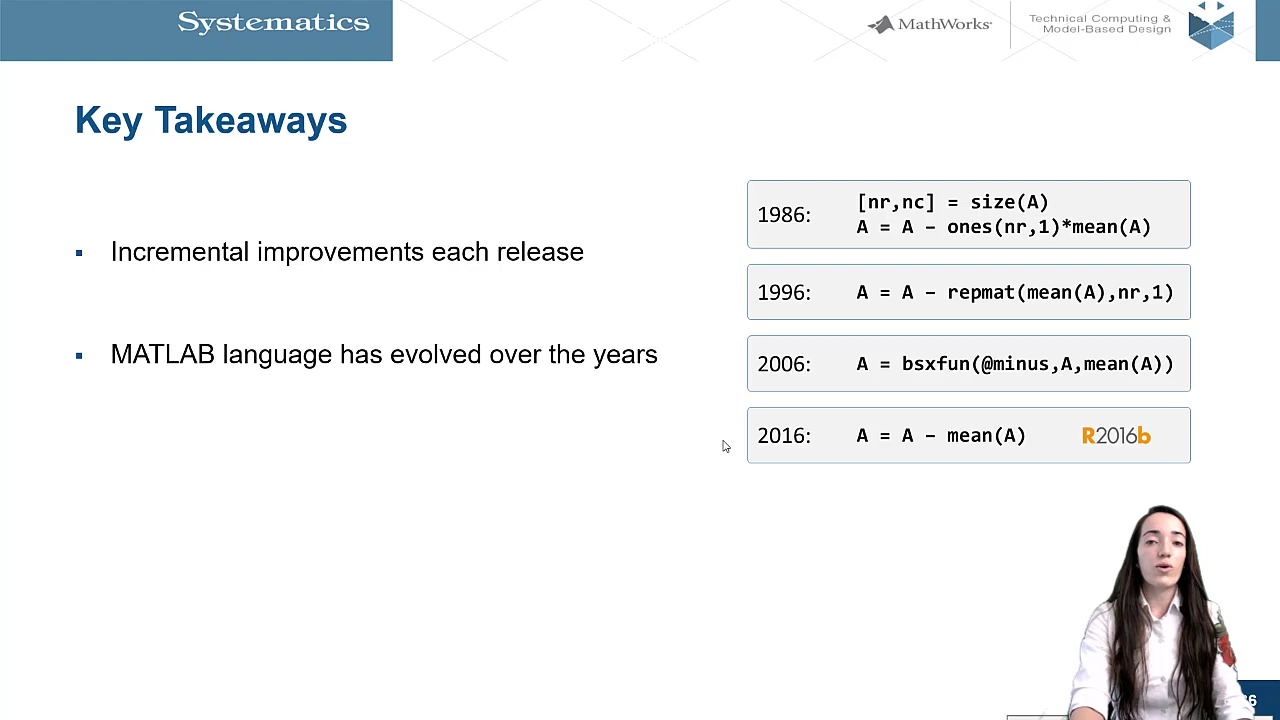 Systematics
MathWorks
Technical Computing &
Model-Based Design
Key Takeaways
Incremental improvements each release
MATLAB language has evolved over the years
1986:
[nr,nc] = size(A)
A = A - ones(nr,1)*mean(A)
1996: A = A - repmat(mean(A),nr,1)
2006: A = bsxfun(@minus,A,mean(A))
2016: A = A - mean(A) R2016b